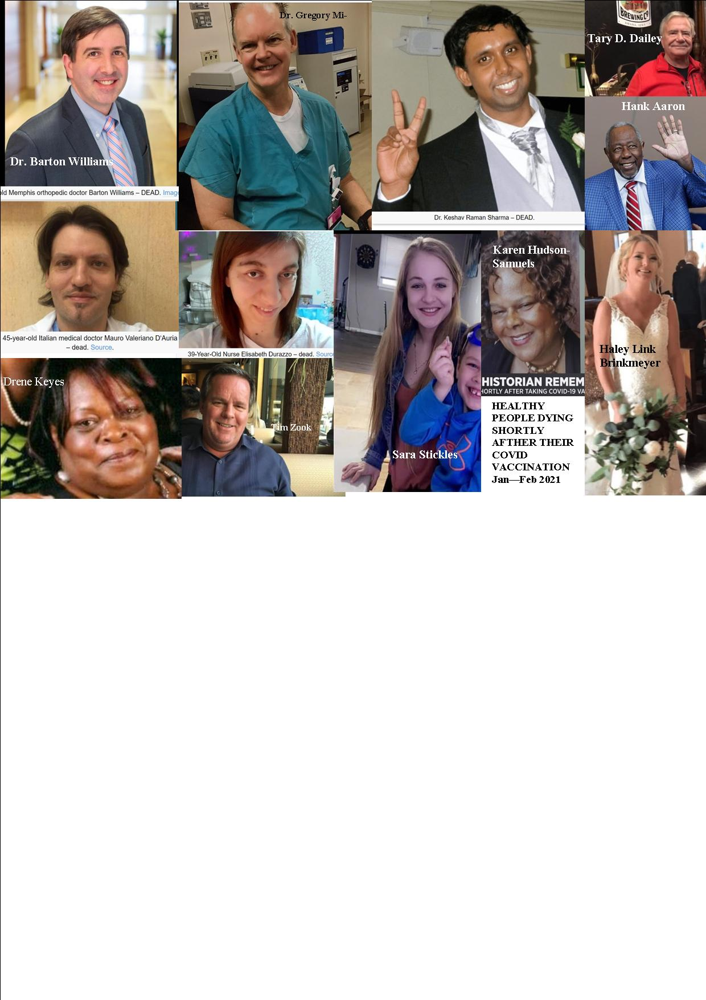 Dr. Gregory Mi-
BREWING CO
AMANA, IOWA
Tary D. Dailey
Hank Aaron
Dr. Barton Williams
old Memphis orthopedic doctor Barton Williams – DEAD. Image
Dr. Keshav Raman Sharma – DEAD.
Karen Hudson-
Samuels
45-year-old Italian medical doctor Mauro Valeriano D'Auria
– dead. Source.
39-Year-Old Nurse Elisabeth Durazzo – dead. Source
Haley Link
Brinkmeyer
Drene Keyes
Tim Zook
Sara Stickles
HISTORIAN REMEM
HORTLY AFTER TAKING COVID-19 VA
HEALTHY
PEOPLE DYING
SHORTLY
AFTHER THEIR
COVID
VACCINATION
Jan—Feb 2021